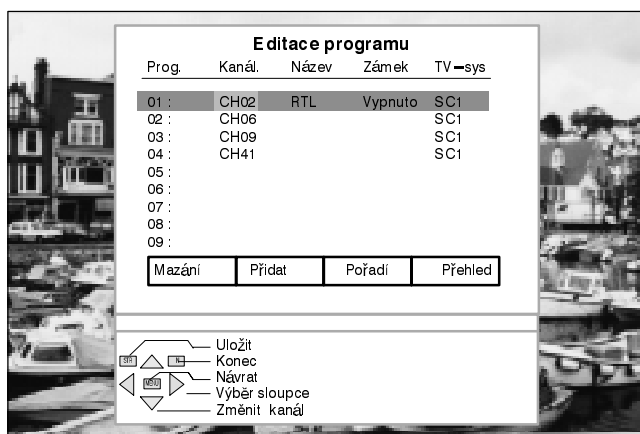 Editace programu
Prog. Kanál. Název Zámek TV-sys
01 : CH02 RTL Vypnuto SC1
02 : CH06 SC1
03 : CH09 SC1
04 : CH41 SC1
05 :
06 :
07 :
08 :
09 :
Mazání Přidat Pořadí Přehled
Uložit
STR N Konec
MENU Návrat
Výběr sloupce
Změnit kanál